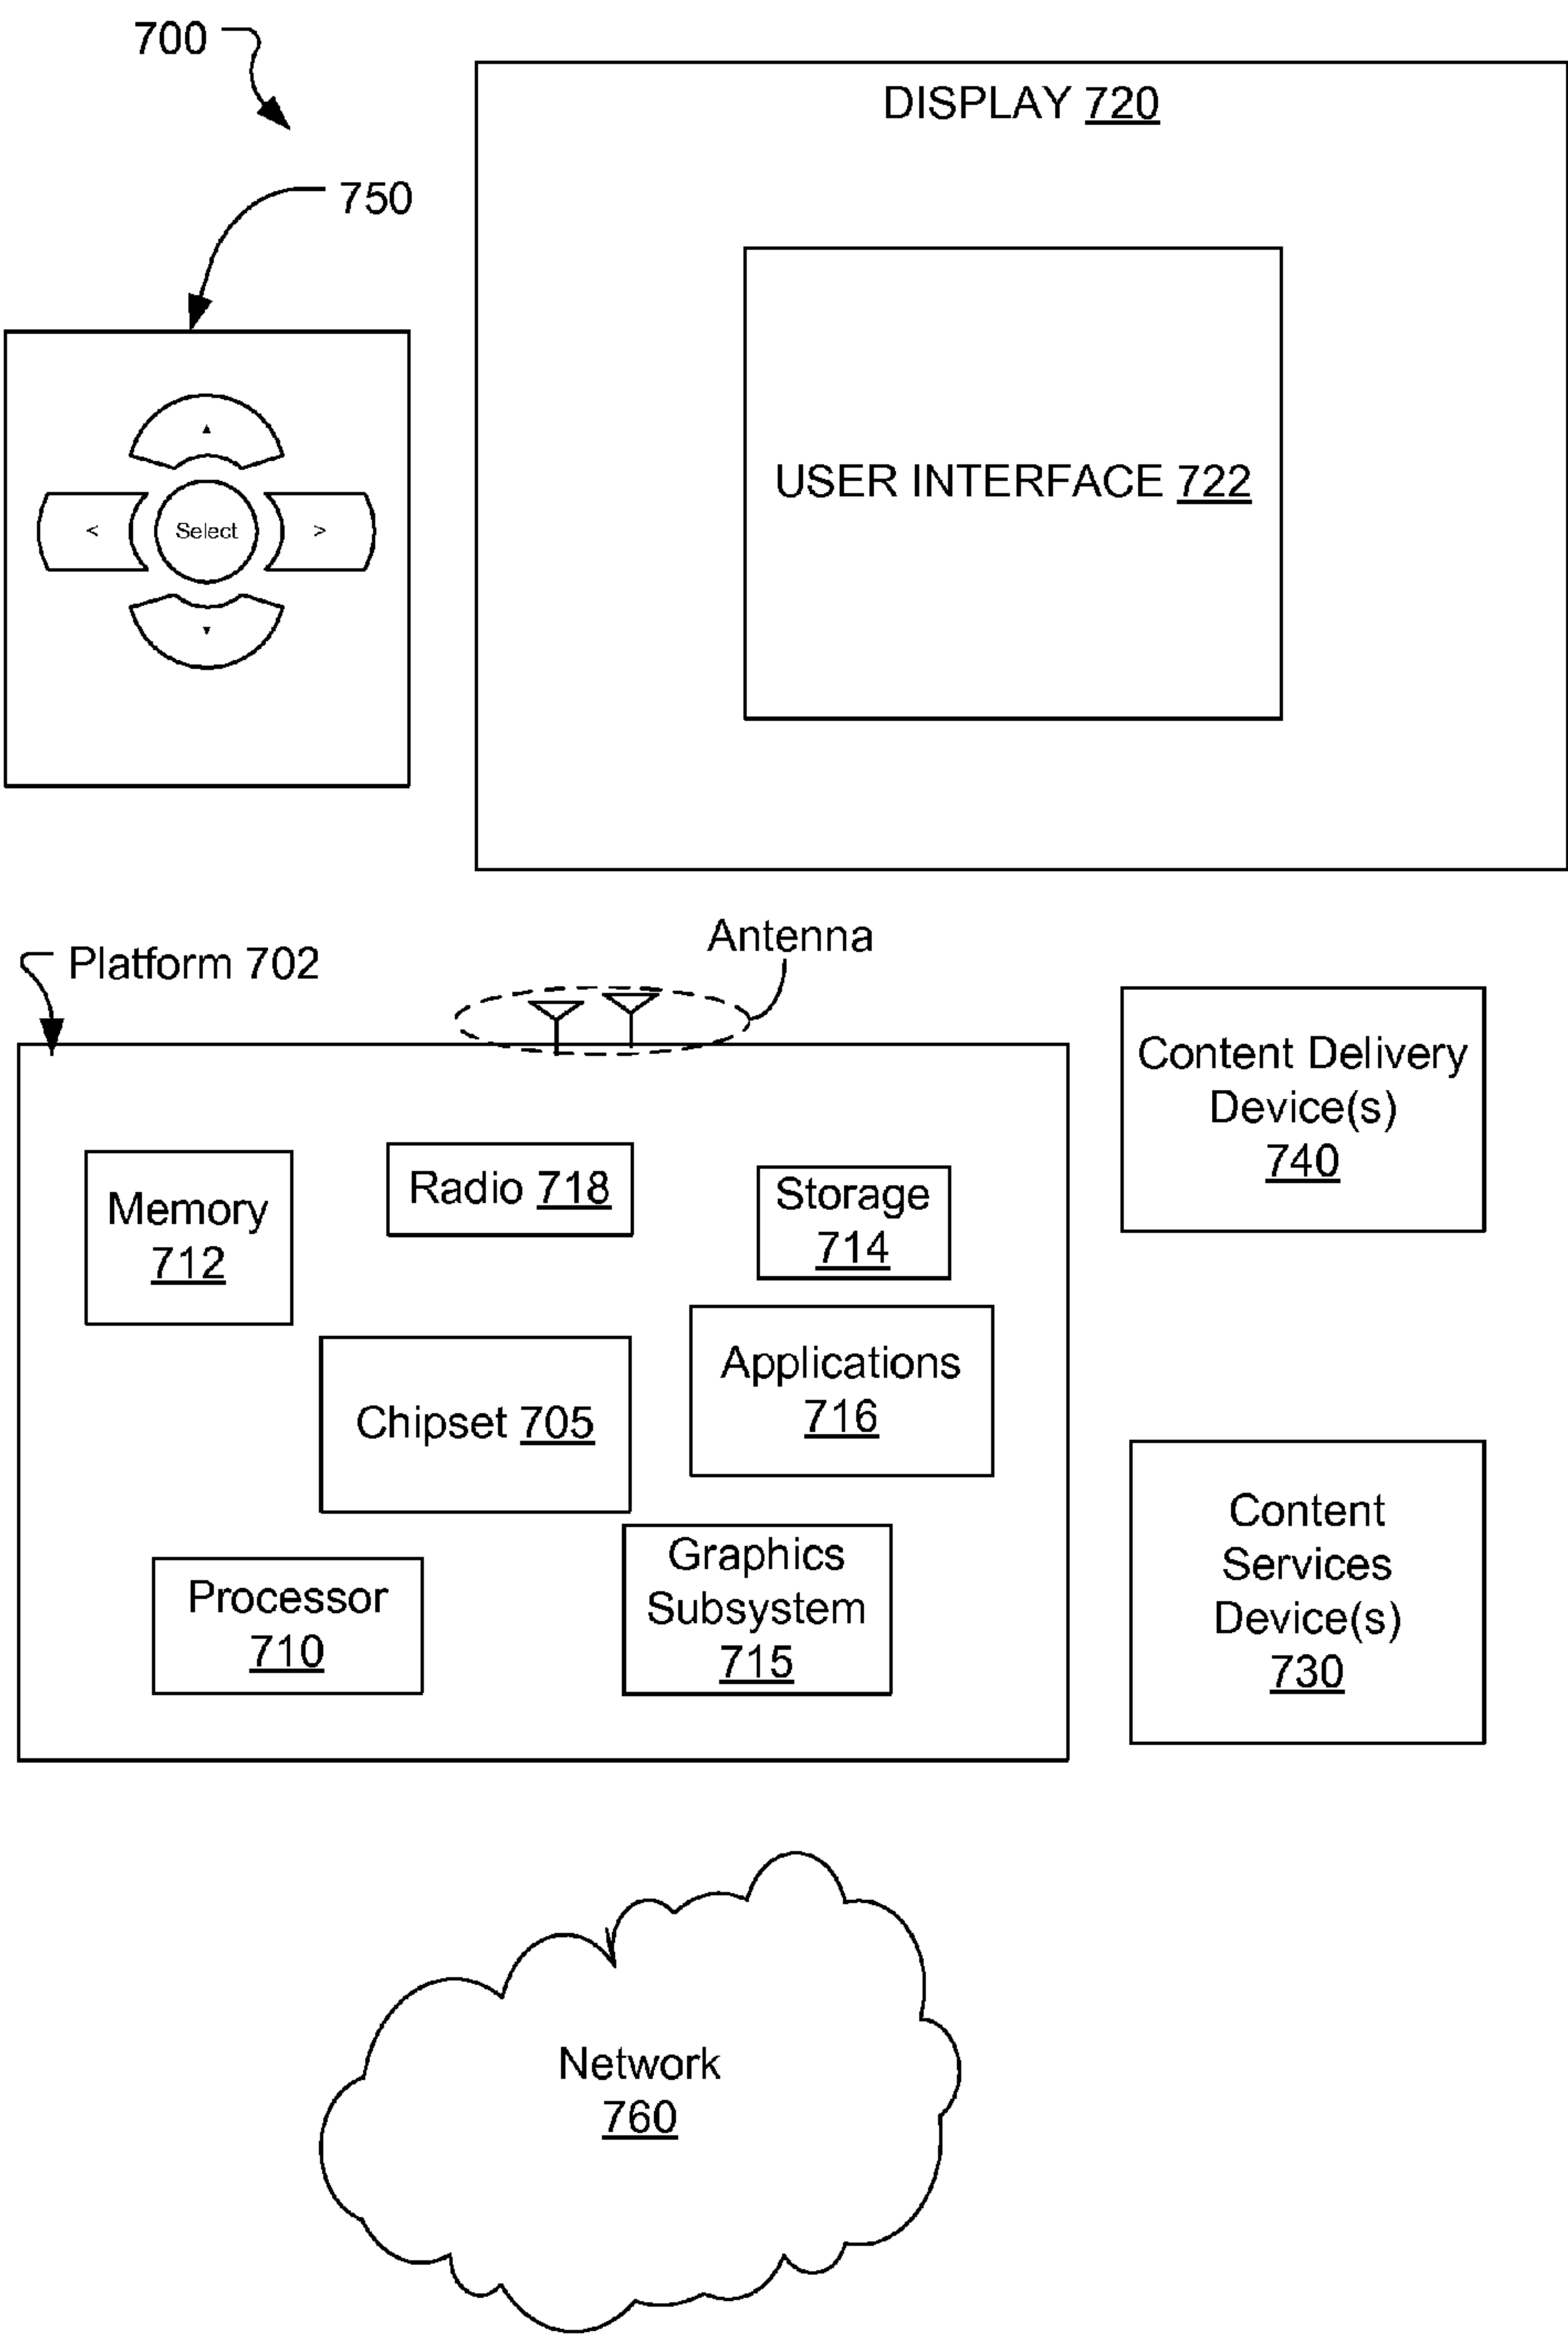 700
DISPLAY 720
750
▲
USER INTERFACE 722
< Select >
▼
Antenna
Platform 702
Content Delivery
Device(s)
740
Memory
712
Radio 718
Storage
714
Chipset 705
Applications
716
Content
Services
Device(s)
730
Processor
710
Graphics
Subsystem
715
Network
760